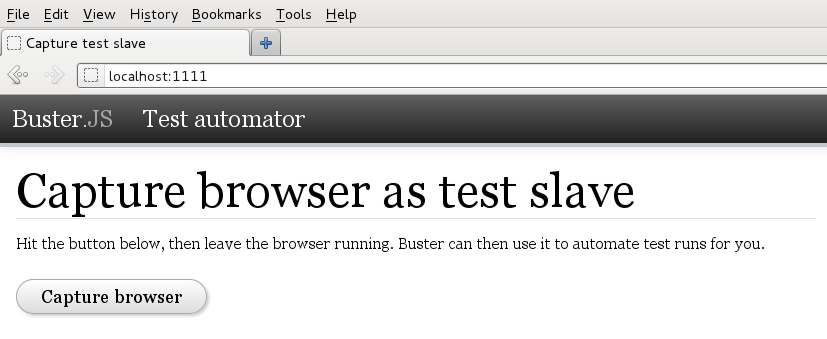 File Edit View History Bookmarks Tools Help
Capture test slave
localhost:1111
Buster.JS Test automator
Capture browser as test slave
Hit the button below, then leave the browser running. Buster can then use it to automate test runs for you.
Capture browser